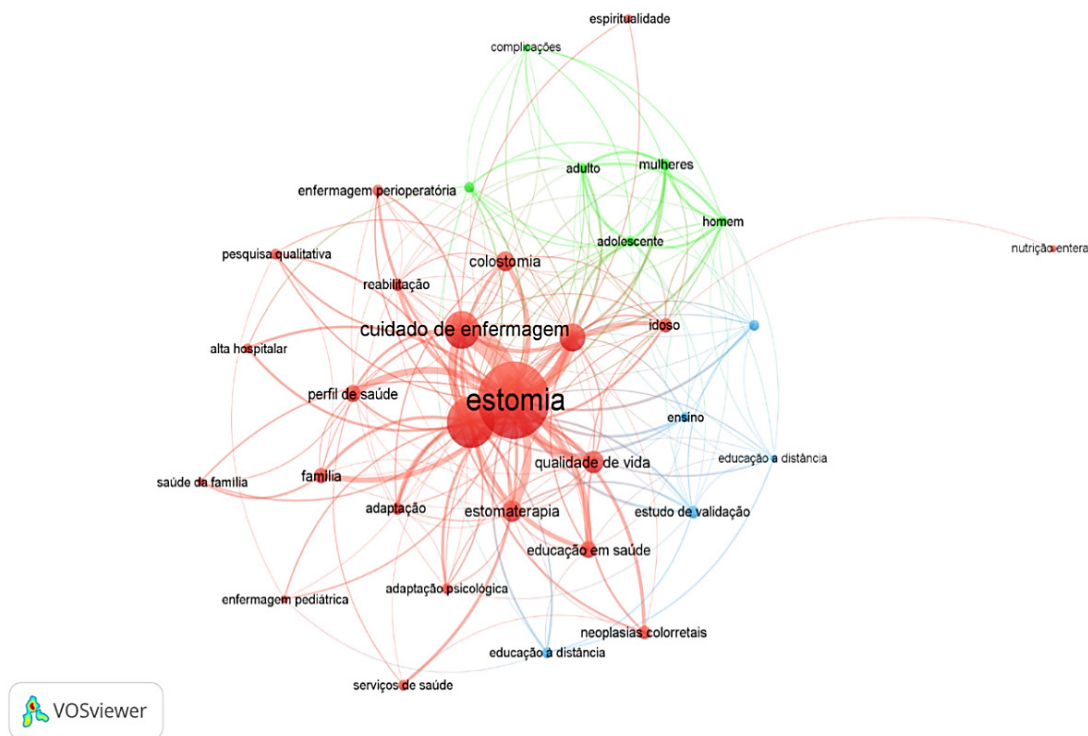 espiritualidade
complicações
adulto
mulheres
enfermagem perioperatória
homem
adolescente
nutrição entera
pesquisa qualitativa
colostomia
reabilitação
cuidado de enfermagem
idoso
alta hospitalar
perfil de saúde
estomia
ensino
educação a distância
qualidade de vida
família
saúde da família
adaptação
estomaterapia
estudo de validação
educação em saúde
adaptação psicológica
enfermagem pediátrica
neoplasias colorretais
educação à distância
serviços de saúde
VOSviewer